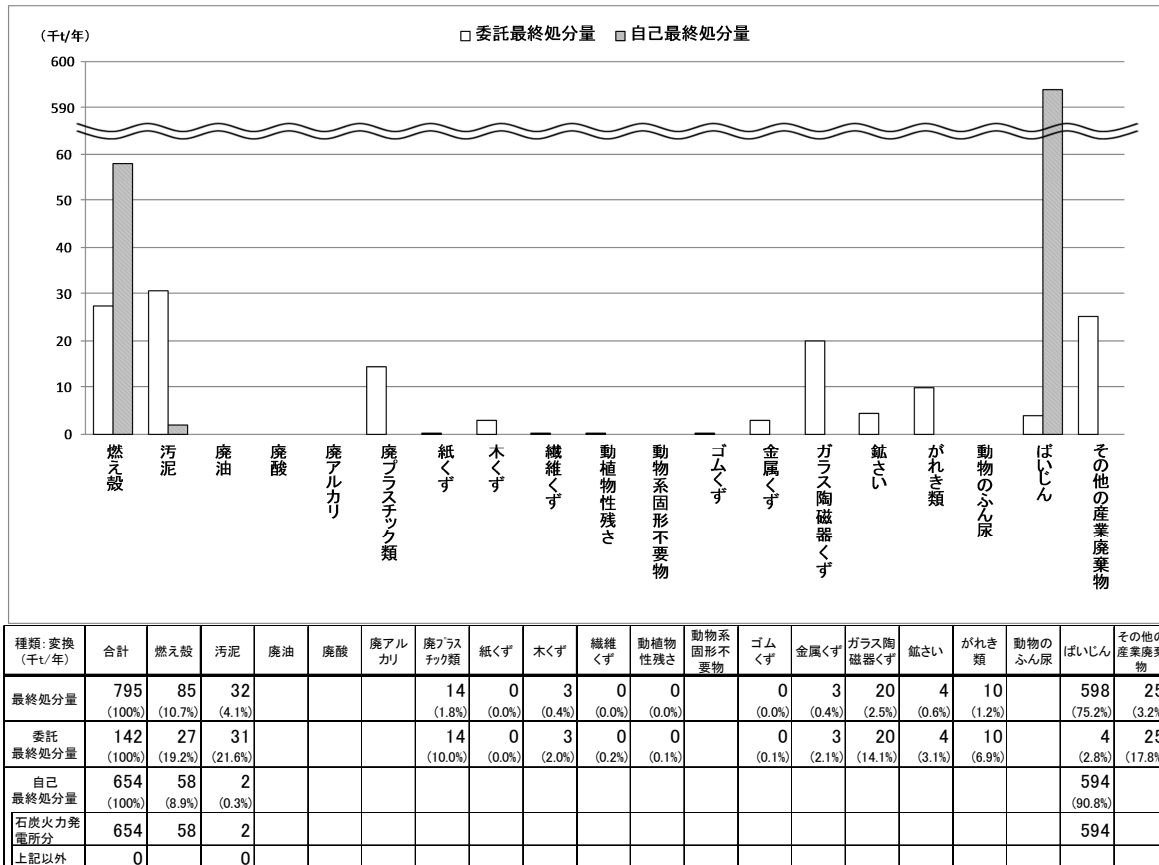 （千t/年）
□ 委託最終処分量 ■ 自己最終処分量
600
590
60
50
40
30
20
10
0
燃え殻
汚泥
廃油
廃酸
廃アルカリ
廃プラスチック類
紙くず
木くず
繊維くず
動植物性残さ
動物系固形不要物
ゴムくず
金属くず
ガラス陶磁器くず
鉱さい
がれき類
動物のふん尿
ばいじん
その他の産業廃棄物
種類:変換（千t/年） 合計 燃え殻 汚泥 廃油 廃酸 廃アルカリ 廃プラスチック類 紙くず 木くず 繊維くず 動植物性残さ 動物系固形不要物 ゴムくず 金属くず ガラス陶磁器くず 鉱さい がれき類 動物のふん尿 ばいじん その他の産業廃棄物
最終処分量 795 85 32 14 0 3 0 0 0 3 20 4 10 598 25
(100%) (10.7%) (4.1%) (1.8%) (0.0%) (0.4%) (0.0%) (0.0%) (0.0%) (0.4%) (2.5%) (0.6%) (1.2%) (75.2%) (3.2%
委託最終処分量 142 27 31 14 0 3 0 0 0 3 20 4 10 4 25
(100%) (19.2%) (21.6%) (10.0%) (0.0%) (2.0%) (0.2%) (0.1%) (0.1%) (2.1%) (14.1%) (3.1%) (6.9%) (2.8%) (17.8%
自己最終処分量 654 58 2 594
(100%) (8.9%) (0.3%) (90.8%)
石炭火力発電所分 654 58 2 594
上記以外 0 0